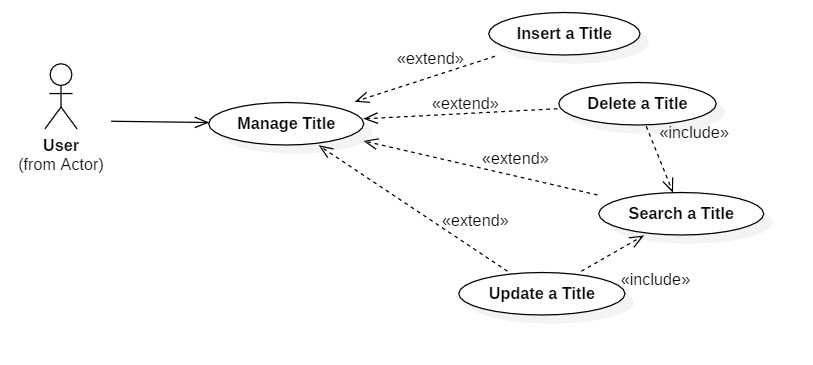 Insert a Title
«extend»
Delete a Title
«extend»
Manage Title
«include»
User
(from Actor)
«extend»
Search a Title
«extend»
«include»
Update a Title